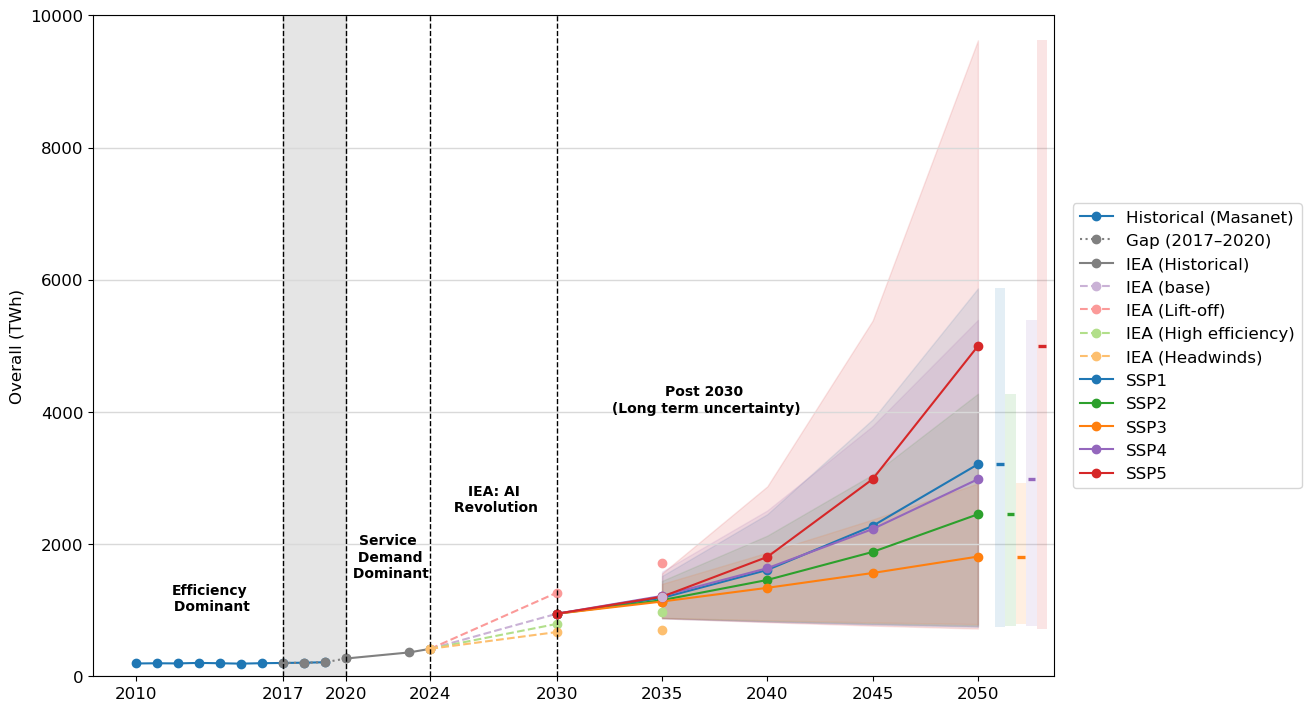 10000
8000
6000
4000
2000
0
Overall (TWh)
Efficiency
Dominant
Service
Demand
Dominant
IEA: AI
Revolution
Post 2030
(Long term uncertainty)
2010
2017
2020
2024
2030
2035
2040
2045
2050
Historical (Masanet)
Gap (2017–2020)
IEA (Historical)
IEA (base)
IEA (Lift-off)
IEA (High efficiency)
IEA (Headwinds)
SSP1
SSP2
SSP3
SSP4
SSP5